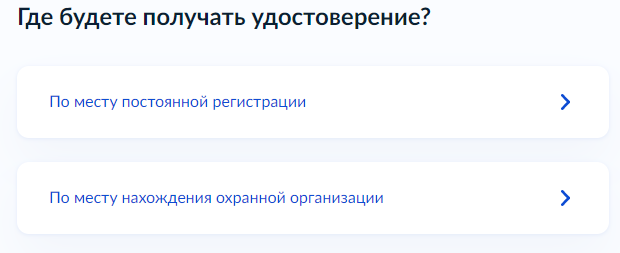 Где будете получать удостоверение?
По месту постоянной регистрации
По месту нахождения охранной организации